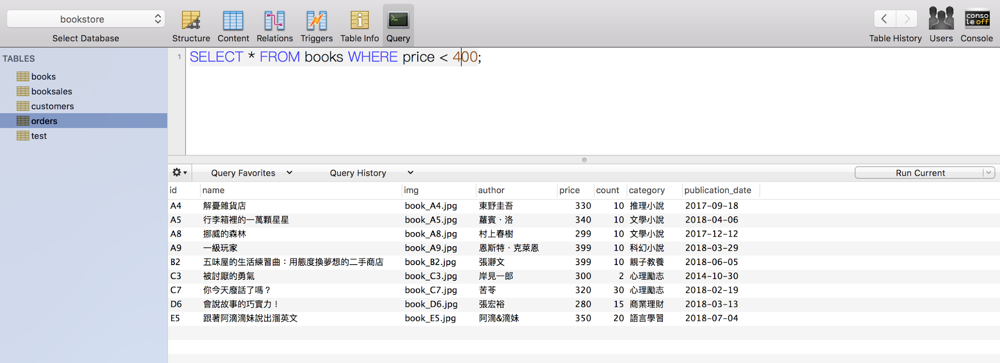 bookstore
Select Database
Structure Content Relations Triggers Table Info Query
console off
Table History Users Console
TABLES
books
booksales
customers
orders
test
1 SELECT * FROM books WHERE price < 400;
Query Favorites Query History Run Current
id name img author price count category publication_date
A4 解憂雜貨店 book_A4.jpg 東野圭吾 330 10 推理小說 2017-09-18
A5 行李箱裡的一萬顆星星 book_A5.jpg 蘿賓·洛 340 10 文學小說 2018-04-06
A8 挪威的森林 book_A8.jpg 村上春樹 299 10 文學小說 2017-12-12
A9 一級玩家 book_A9.jpg 恩斯特·克萊恩 399 10 科幻小說 2018-03-29
B2 五味屋的生活練習曲：用態度換夢想的二手商店 book_B2.jpg 張瀞文 399 10 親子教養 2018-06-05
C3 被討厭的勇氣 book_C3.jpg 岸見一郎 300 2 心理勵志 2014-10-30
C7 你今天廢話了嗎？ book_C7.jpg 苦苓 320 30 心理勵志 2018-02-19
D6 會說故事的巧實力！ book_D6.jpg 張宏裕 280 15 商業理財 2018-03-13
E5 跟著阿滴滴妹說出溜英文 book_E5.jpg 阿滴&滴妹 350 20 語言學習 2018-07-04